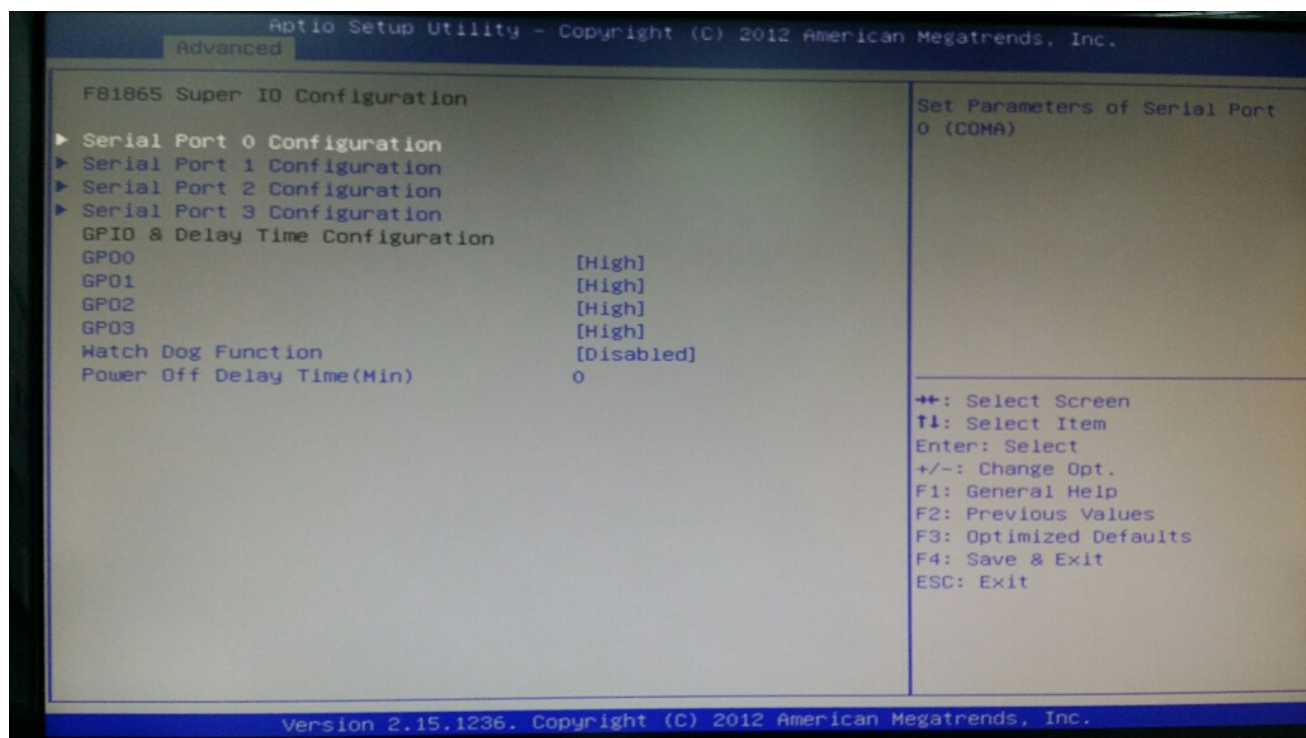 Aptio Setup Utility - Copyright (C) 2012 American Megatrends, Inc.
Advanced
F81865 Super IO Configuration
► Serial Port 0 Configuration
► Serial Port 1 Configuration
► Serial Port 2 Configuration
► Serial Port 3 Configuration
GPIO & Delay Time Configuration
GPO0 [High]
GPO1 [High]
GPO2 [High]
GPO3 [High]
Watch Dog Function [Disabled]
Power Off Delay Time(Min) 0
Set Parameters of Serial Port
0 (COMA)
→←: Select Screen
↑↓: Select Item
Enter: Select
+/-: Change Opt.
F1: General Help
F2: Previous Values
F3: Optimized Defaults
F4: Save & Exit
ESC: Exit
Version 2.15.1236. Copyright (C) 2012 American Megatrends, Inc.